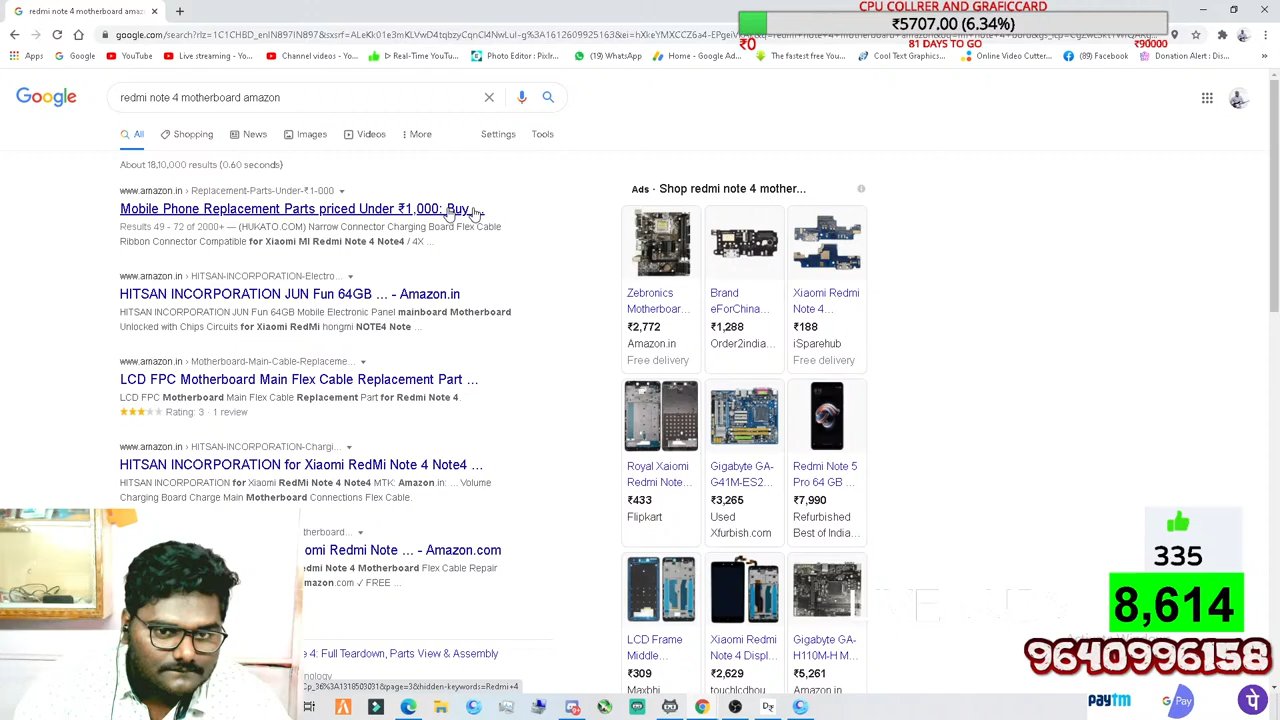 redmi note 4 motherboard amaz
CPU COLLRER AND GRAFICCARD
₹5707.00 (6.34%)
₹0
81 DAYS TO GO
₹90000
Apps
Google
YouTube
Live Stream Setting -...
Channel videos - Yo...
▷ Real-Time YouTu...
Photo Editor : Pixlr...
(19) WhatsApp
Home - Google Ads...
The fastest free You...
Cool Text Graphics...
Online Video Cutter...
(89) Facebook
Donation Alert : Dis...
Google
redmi note 4 motherboard amazon
All
Shopping
News
Images
Videos
More
Settings
Tools
About 18,10,000 results (0.60 seconds)
www.amazon.in › Replacement-Parts-Under-₹1-000
Mobile Phone Replacement Parts priced Under ₹1,000: Buy ...
Results 49 - 72 of 2000+ — (HUKATO.COM) Narrow Connector Charging Board Flex Cable
Ribbon Connector Compatible for Xiaomi MI Redmi Note 4 Note4 / 4X ...
www.amazon.in › HITSAN-INCORPORATION-Electro...
HITSAN INCORPORATION JUN Fun 64GB ... - Amazon.in
HITSAN INCORPORATION JUN Fun 64GB Mobile Electronic Panel mainboard Motherboard
Unlocked with Chips Circuits for Xiaomi RedMi hongmi NOTE4 Note ...
www.amazon.in › Motherboard-Main-Cable-Replaceme...
LCD FPC Motherboard Main Flex Cable Replacement Part ...
LCD FPC Motherboard Main Flex Cable Replacement Part for Redmi Note 4.
Rating: 3 · 1 review
www.amazon.in › HITSAN-INCORPORATION-Chargi...
HITSAN INCORPORATION for Xiaomi RedMi Note 4 Note4 ...
HITSAN INCORPORATION for Xiaomi RedMi Note 4 Note4 MTK: Amazon.in: ... Volume
Charging Board Charge Main Motherboard Connections Flex Cable.
therboard...
omi Redmi Note ... - Amazon.com
edmi Note 4 Motherboard Flex Cable Repair
mazon.com ✓ FREE ...
e 4: Full Teardown, Parts View & Assembly
Ads · Shop redmi note 4 mother...
Zebronics
Motherboar...
₹2,772
Amazon.in
Free delivery
Brand
eForChina...
₹1,288
Order2india...
Xiaomi Redmi
Note 4...
₹188
iSparehub
Free delivery
Royal Xaiomi
Redmi Note...
₹433
Flipkart
Gigabyte GA-
G41M-ES2...
₹3,265
Used
Xfurbish.com
Redmi Note 5
Pro 64 GB ...
₹7,990
Refurbished
Best of India...
LCD Frame
Middle...
₹309
Maxbhi
Xiaomi Redmi
Note 4 Displ...
₹2,629
touchlcdhou
Gigabyte GA-
H110M-H M...
₹5,261
Amazon.in
335
8,614
9640996158
paytm
G Pay
पे